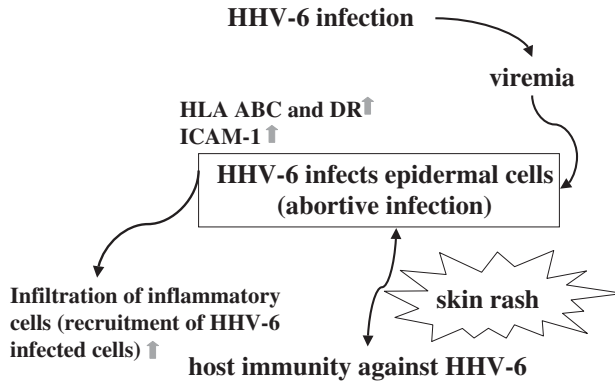 HHV-6 infection
viremia
HLA ABC and DR
ICAM-1
HHV-6 infects epidermal cells
(abortive infection)
Infiltration of inflammatory
cells (recruitment of HHV-6
infected cells)
skin rash
host immunity against HHV-6